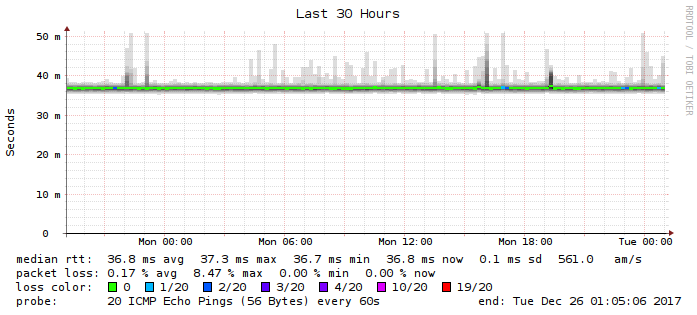 Last 30 Hours
RRDTOOL / TOBI OETIKER
Seconds
50 m
40 m
30 m
20 m
10 m
0
Mon 00:00 Mon 06:00 Mon 12:00 Mon 18:00 Tue 00:00
median rtt: 36.8 ms avg 37.3 ms max 36.7 ms min 36.8 ms now 0.1 ms sd 561.0 am/s
packet loss: 0.17 % avg 8.47 % max 0.00 % min 0.00 % now
loss color: 0 1/20 2/20 3/20 4/20 10/20 19/20
probe: 20 ICMP Echo Pings (56 Bytes) every 60s end: Tue Dec 26 01:05:06 2017